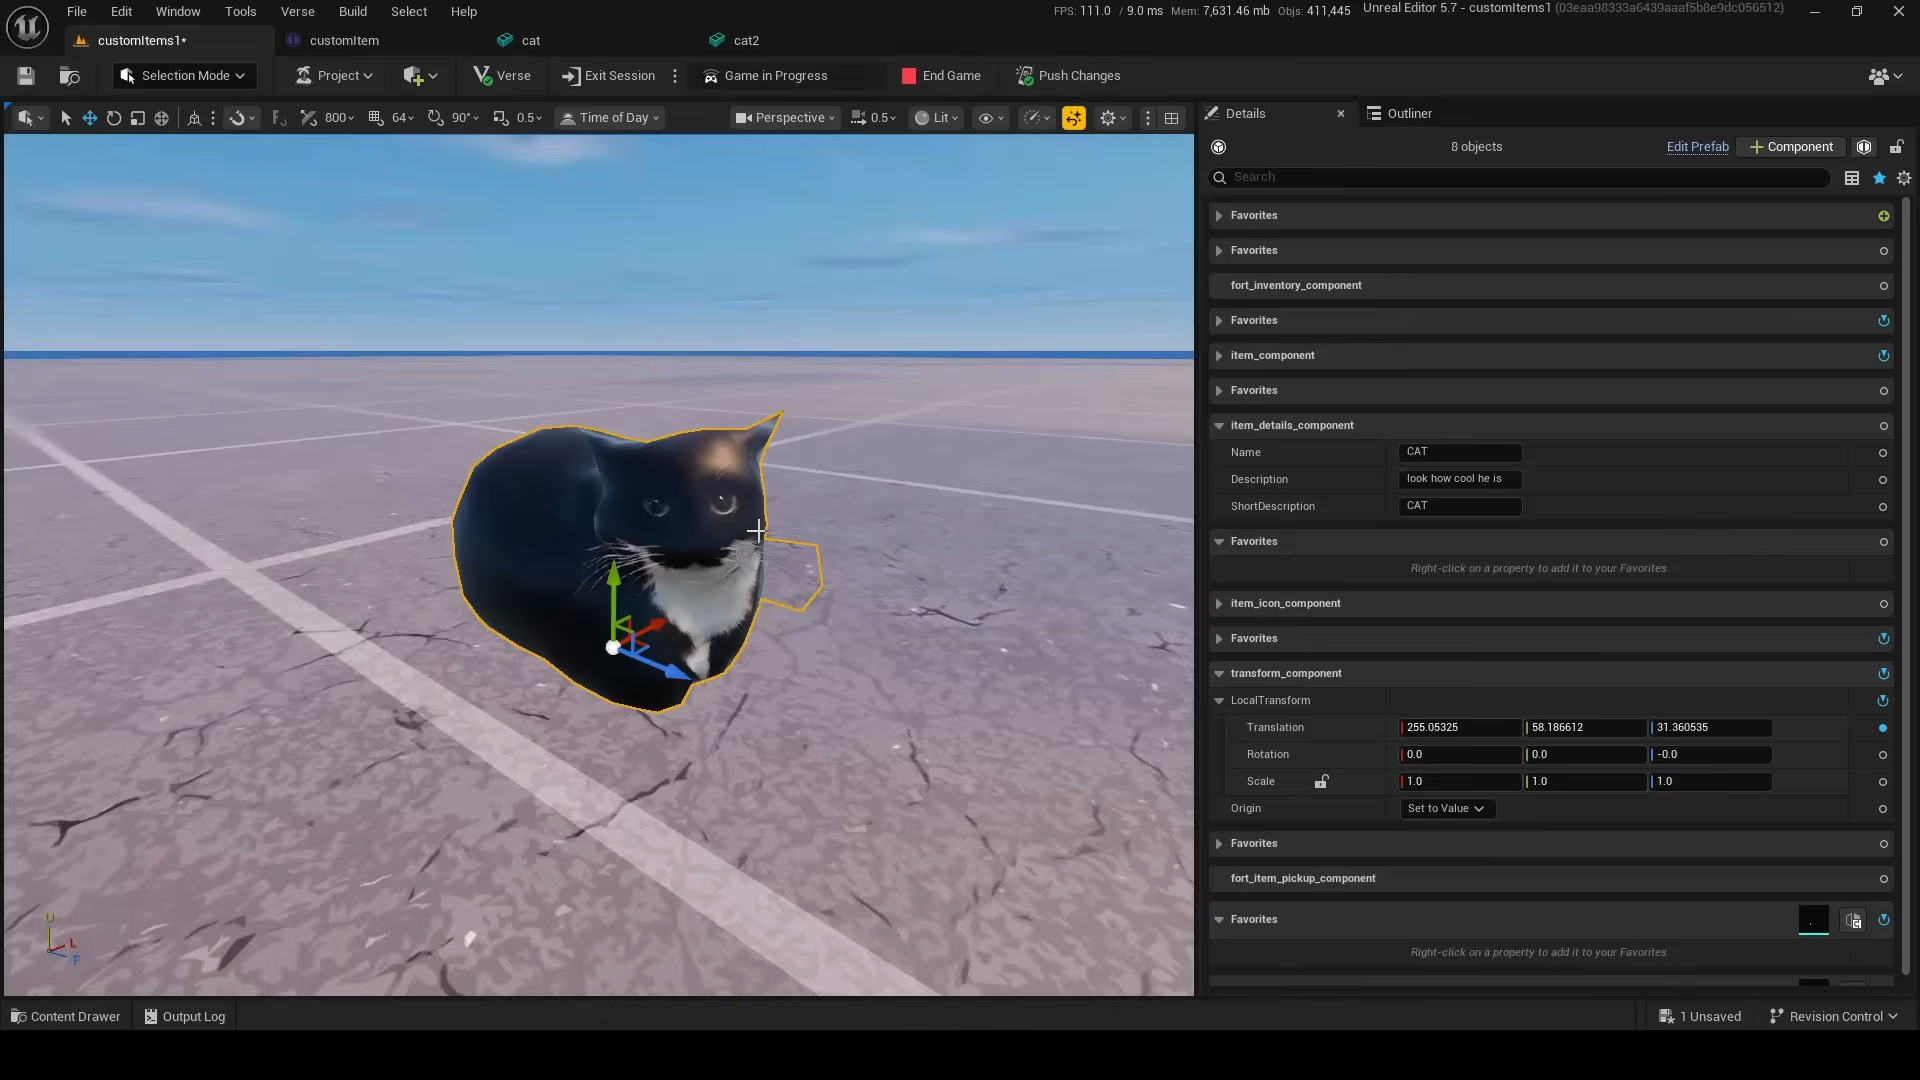 File Edit Window Tools Verse Build Select Help
FPS: 111.0 / 9.0 ms Mem: 7,631.46 mb Objs: 411,445 Unreal Editor 5.7 - customItems1 (03eaa98333a6439aaaf5b8e9dc056512)
customItems1* customItem cat cat2
Selection Mode Project Verse Exit Session Game in Progress End Game Push Changes
800 64 90° 0.5 Time of Day Perspective 0.5 Lit
Details Outliner
8 objects Edit Prefab + Component
Search
Favorites
Favorites
fort_inventory_component
Favorites
item_component
Favorites
item_details_component
Name CAT
Description look how cool he is
ShortDescription CAT
Favorites
Right-click on a property to add it to your Favorites.
item_icon_component
Favorites
transform_component
LocalTransform
Translation 255.05325 58.186612 31.360535
Rotation 0.0 0.0 -0.0
Scale 1.0 1.0 1.0
Origin Set to Value
Favorites
fort_item_pickup_component
Favorites
Right-click on a property to add it to your Favorites.
U
L
F
Content Drawer Output Log 1 Unsaved Revision Control